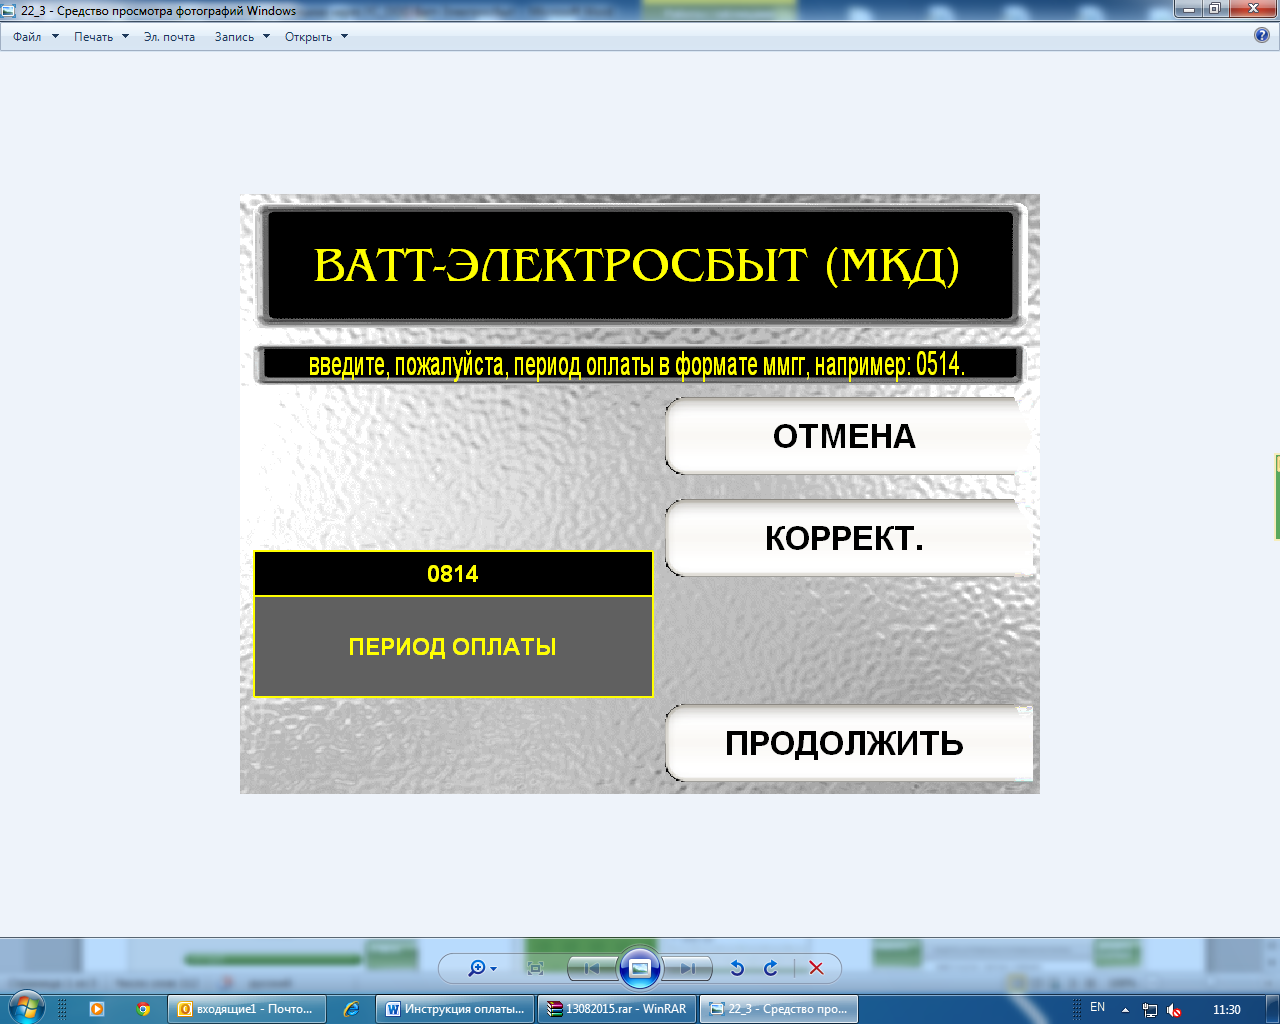 22_3 - Средство просмотра фотографий Windows
Файл Печать Эл. почта Запись Открыть
ВАТТ-ЭЛЕКТРОСБЫТ (МКД)
введите, пожалуйста, период оплаты в формате ммгг, например: 0514.
ОТМЕНА
КОРРЕКТ.
0814
ПЕРИОД ОПЛАТЫ
ПРОДОЛЖИТЬ
входящие1 - Почто... Инструкция оплаты... 13082015.rar - WinRAR 22_3 - Средство про... EN 11:30